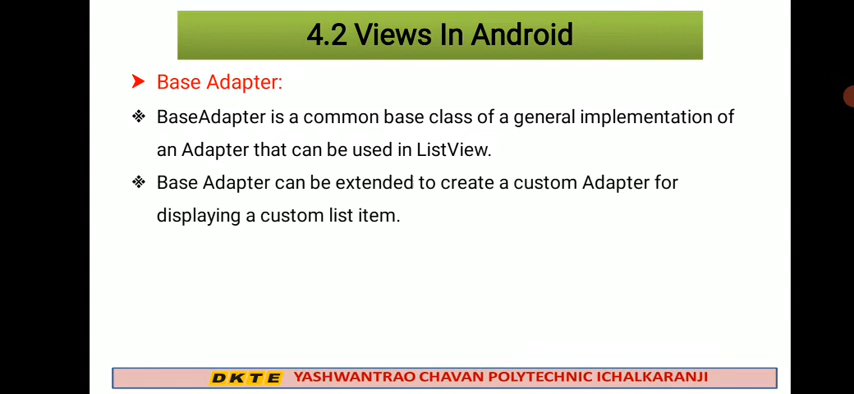 4.2 Views In Android
Base Adapter:
BaseAdapter is a common base class of a general implementation of
an Adapter that can be used in ListView.
Base Adapter can be extended to create a custom Adapter for
displaying a custom list item.
DKTE YASHWANTRAO CHAVAN POLYTECHNIC ICHALKARANJI